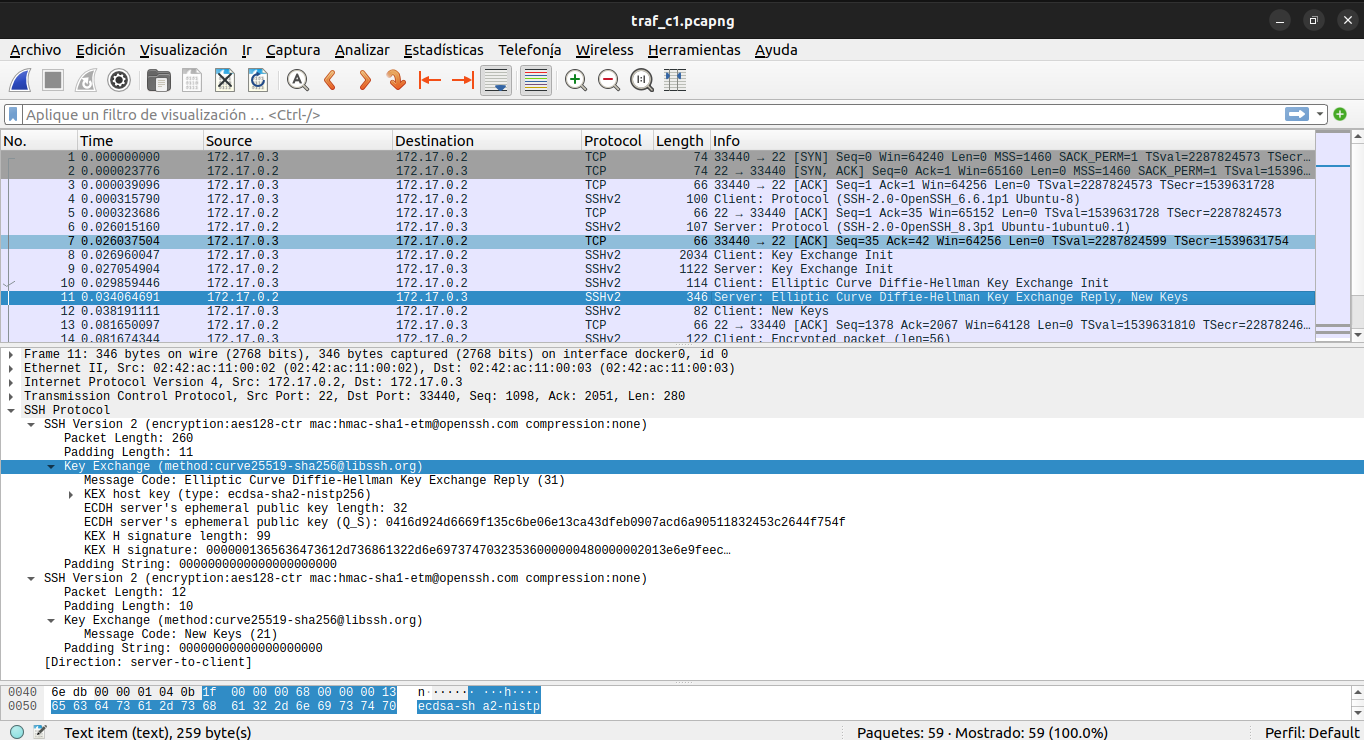 traf_c1.pcapng
Archivo Edición Visualización Ir Captura Analizar Estadísticas Telefonía Wireless Herramientas Ayuda
Aplique un filtro de visualización … <Ctrl-/>
No. Time Source Destination Protocol Length Info
1 0.000000000 172.17.0.3 172.17.0.2 TCP 74 33440 → 22 [SYN] Seq=0 Win=64240 Len=0 MSS=1460 SACK_PERM=1 TSval=2287824573 TSecr…
2 0.000023776 172.17.0.2 172.17.0.3 TCP 74 22 → 33440 [SYN, ACK] Seq=0 Ack=1 Win=65160 Len=0 MSS=1460 SACK_PERM=1 TSval=15396…
3 0.000039096 172.17.0.3 172.17.0.2 TCP 66 33440 → 22 [ACK] Seq=1 Ack=1 Win=64256 Len=0 TSval=2287824573 TSecr=1539631728
4 0.000315790 172.17.0.3 172.17.0.2 SSHv2 100 Client: Protocol (SSH-2.0-OpenSSH_6.6.1p1 Ubuntu-8)
5 0.000323686 172.17.0.2 172.17.0.3 TCP 66 22 → 33440 [ACK] Seq=1 Ack=35 Win=65152 Len=0 TSval=1539631728 TSecr=2287824573
6 0.026015160 172.17.0.2 172.17.0.3 SSHv2 107 Server: Protocol (SSH-2.0-OpenSSH_8.3p1 Ubuntu-1ubuntu0.1)
7 0.026037504 172.17.0.3 172.17.0.2 TCP 66 33440 → 22 [ACK] Seq=35 Ack=42 Win=64256 Len=0 TSval=2287824599 TSecr=1539631754
8 0.026960047 172.17.0.3 172.17.0.2 SSHv2 2034 Client: Key Exchange Init
9 0.027054904 172.17.0.2 172.17.0.3 SSHv2 1122 Server: Key Exchange Init
10 0.029859446 172.17.0.3 172.17.0.2 SSHv2 114 Client: Elliptic Curve Diffie-Hellman Key Exchange Init
11 0.034064691 172.17.0.2 172.17.0.3 SSHv2 346 Server: Elliptic Curve Diffie-Hellman Key Exchange Reply, New Keys
12 0.038191111 172.17.0.3 172.17.0.2 SSHv2 82 Client: New Keys
13 0.081650097 172.17.0.2 172.17.0.3 TCP 66 22 → 33440 [ACK] Seq=1378 Ack=2067 Win=64128 Len=0 TSval=1539631810 TSecr=22878246…
14 0.081674344 172.17.0.3 172.17.0.2 SSHv2 122 Client: Encrypted packet (len=56)
Frame 11: 346 bytes on wire (2768 bits), 346 bytes captured (2768 bits) on interface docker0, id 0
Ethernet II, Src: 02:42:ac:11:00:02 (02:42:ac:11:00:02), Dst: 02:42:ac:11:00:03 (02:42:ac:11:00:03)
Internet Protocol Version 4, Src: 172.17.0.2, Dst: 172.17.0.3
Transmission Control Protocol, Src Port: 22, Dst Port: 33440, Seq: 1098, Ack: 2051, Len: 280
SSH Protocol
SSH Version 2 (encryption:aes128-ctr mac:hmac-sha1-etm@openssh.com compression:none)
Packet Length: 260
Padding Length: 11
Key Exchange (method:curve25519-sha256@libssh.org)
Message Code: Elliptic Curve Diffie-Hellman Key Exchange Reply (31)
KEX host key (type: ecdsa-sha2-nistp256)
ECDH server's ephemeral public key length: 32
ECDH server's ephemeral public key (Q_S): 0416d924d6669f135c6be06e13ca43dfeb0907acd6a90511832453c2644f754f
KEX H signature length: 99
KEX H signature: 0000001365636473612d736861322d6e69737470323536000000480000002013e6e9feec…
Padding String: 0000000000000000000000
SSH Version 2 (encryption:aes128-ctr mac:hmac-sha1-etm@openssh.com compression:none)
Packet Length: 12
Padding Length: 10
Key Exchange (method:curve25519-sha256@libssh.org)
Message Code: New Keys (21)
Padding String: 00000000000000000000
[Direction: server-to-client]
0040 6e db 00 00 01 04 0b 1f 00 00 00 68 00 00 00 13 n······· ···h····
0050 65 63 64 73 61 2d 73 68 61 32 2d 6e 69 73 74 70 ecdsa-sh a2-nistp
Text item (text), 259 byte(s) Paquetes: 59 · Mostrado: 59 (100.0%) Perfil: Default